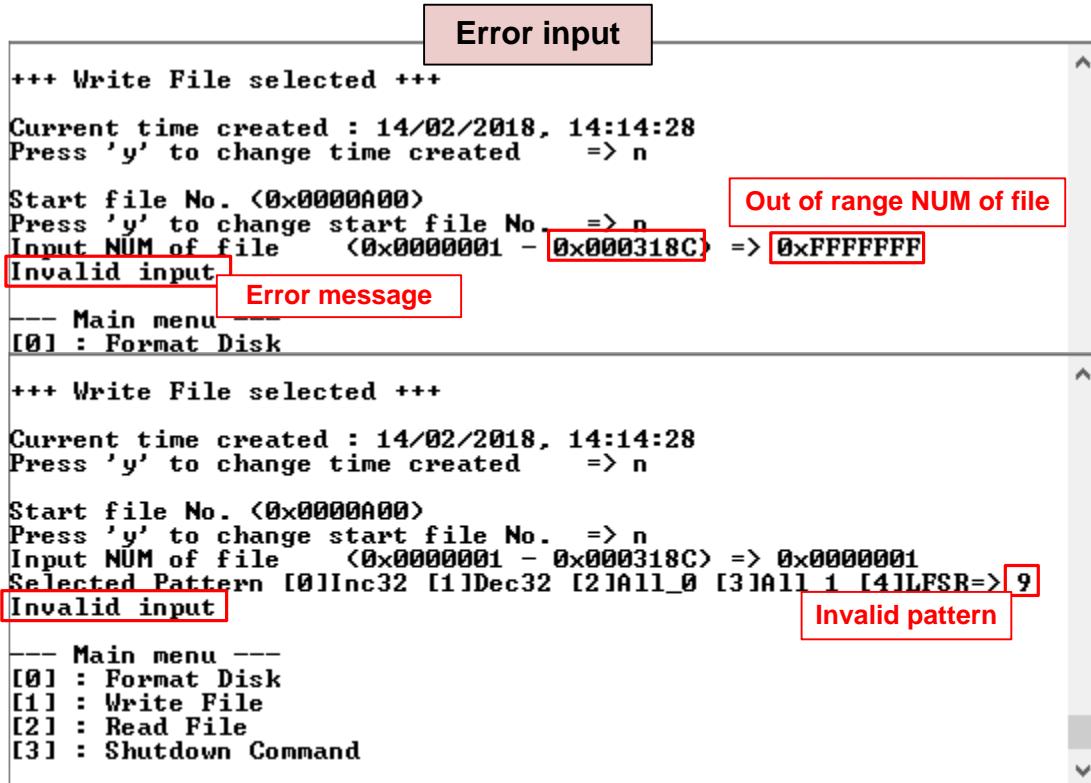 Error input
+++ Write File selected +++
Current time created : 14/02/2018, 14:14:28
Press 'y' to change time created => n
Start file No. (0x0000A00)
Out of range NUM of file
Press 'y' to change start file No. => n
Input NUM of file (0x0000001 - 0x000318C) => 0xFFFFFFF
Invalid input
Error message
--- Main menu ---
[0] : Format Disk
+++ Write File selected +++
Current time created : 14/02/2018, 14:14:28
Press 'y' to change time created => n
Start file No. (0x0000A00)
Press 'y' to change start file No. => n
Input NUM of file (0x0000001 - 0x000318C) => 0x0000001
Selected Pattern [0]Inc32 [1]Dec32 [2]All_0 [3]All_1 [4]LFSR=> 9
Invalid input
Invalid pattern
--- Main menu ---
[0] : Format Disk
[1] : Write File
[2] : Read File
[3] : Shutdown Command